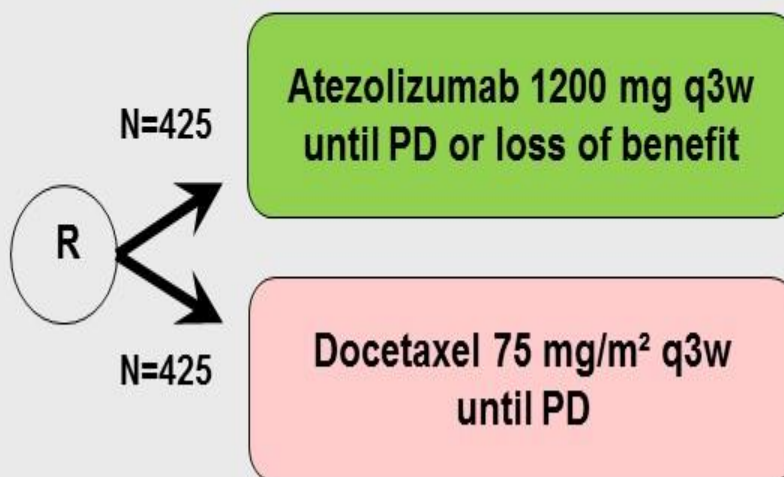 N=425
Atezolizumab 1200 mg q3w
until PD or loss of benefit
R
N=425
Docetaxel 75 mg/m² q3w
until PD